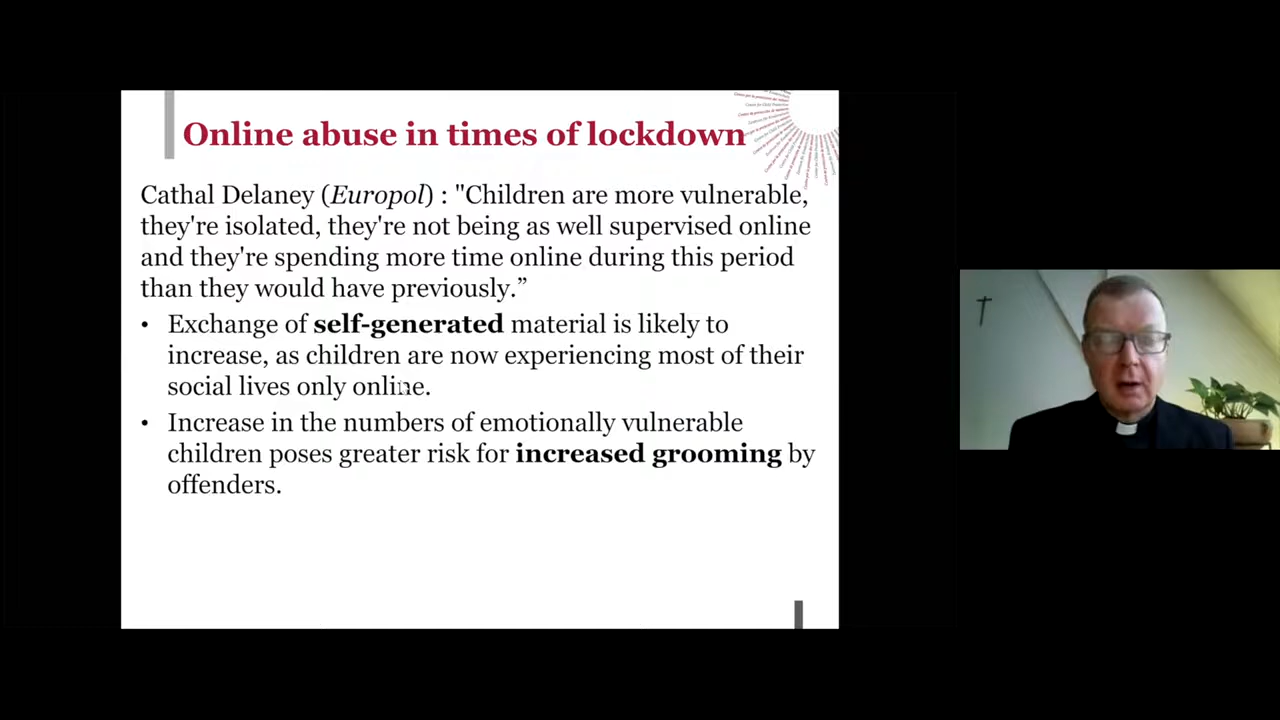 Online abuse in times of lockdown
Cathal Delaney (Europol) : "Children are more vulnerable,
they're isolated, they're not being as well supervised online
and they're spending more time online during this period
than they would have previously.”
• Exchange of self-generated material is likely to
increase, as children are now experiencing most of their
social lives only online.
• Increase in the numbers of emotionally vulnerable
children poses greater risk for increased grooming by
offenders.